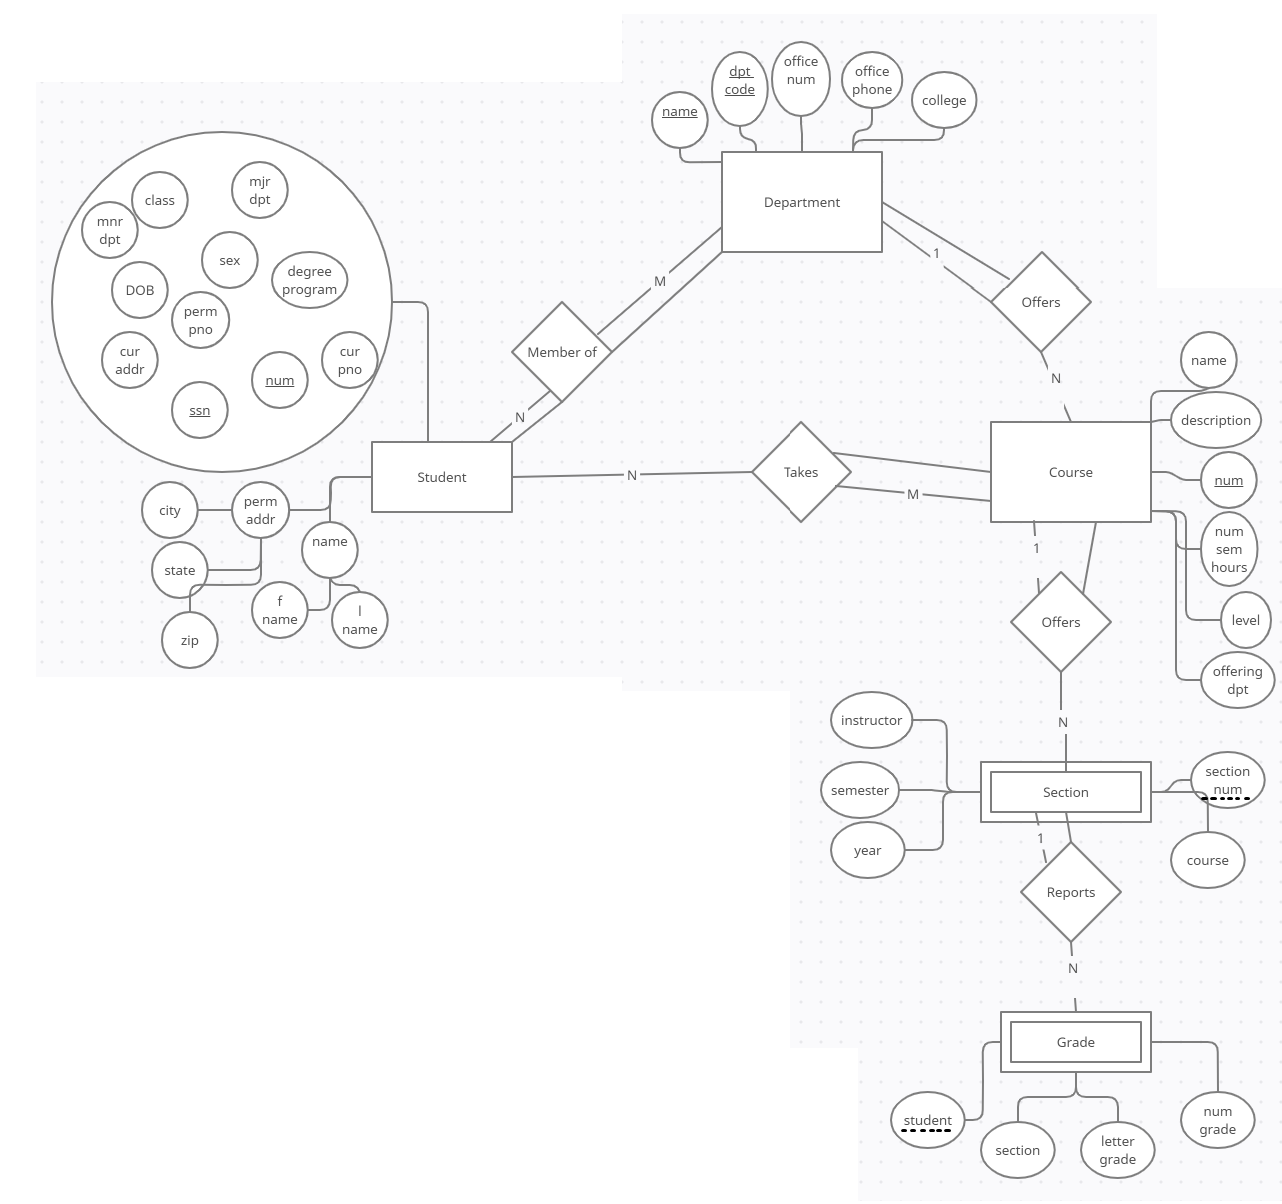 name
dpt
code
office
num
office
phone
college
Department
class
mjr
dpt
mnr
dpt
sex
DOB
degree
program
perm
pno
cur
addr
num
cur
pno
ssn
M
Member of
N
Student
1
Offers
N
city
perm
addr
name
state
f
name
l
name
zip
N
Takes
M
Course
name
description
num
num
sem
hours
level
offering
dpt
1
Offers
N
instructor
semester
year
Section
section
num
course
1
Reports
N
Grade
student
section
letter
grade
num
grade